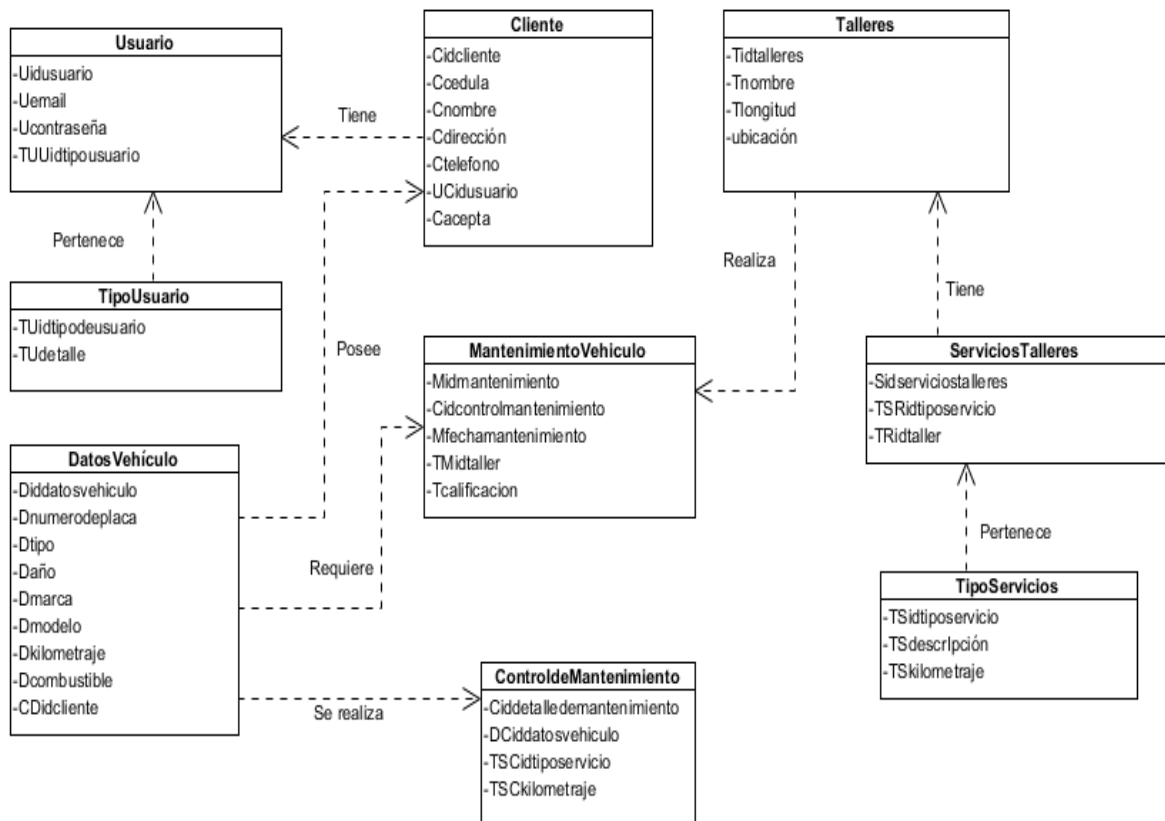 Usuario
-Uidusuario
-Uemail
-Ucontraseña
-TUUidtipousuario
Tiene
Cliente
-Cidcliente
-Ccedula
-Cnombre
-Cdirección
-Ctelefono
-UCidusuario
-Cacepta
Talleres
-Tidtalleres
-Tnombre
-Tlongitud
-ubicación
Pertenece
Realiza
TipoUsuario
-TUidtipodeusuario
-TUdetalle
Posee
Tiene
MantenimientoVehiculo
-Midmantenimiento
-Cidcontrolmantenimiento
-Mfechamantenimiento
-TMidtaller
-Tcalificacion
ServiciosTalleres
-Sidserviciostalleres
-TSRidtiposervicio
-TRidtaller
DatosVehículo
-Diddatosvehiculo
-Dnumerodeplaca
-Dtipo
-Daño
-Dmarca
-Dmodelo
-Dkilometraje
-Dcombustible
-CDidcliente
Requiere
Pertenece
TipoServicios
-TSidtiposervicio
-TSdescrIpción
-TSkilometraje
Se realiza
ControldeMantenimiento
-Ciddetalledemantenimiento
-DCiddatosvehiculo
-TSCidtiposervicio
-TSCkilometraje